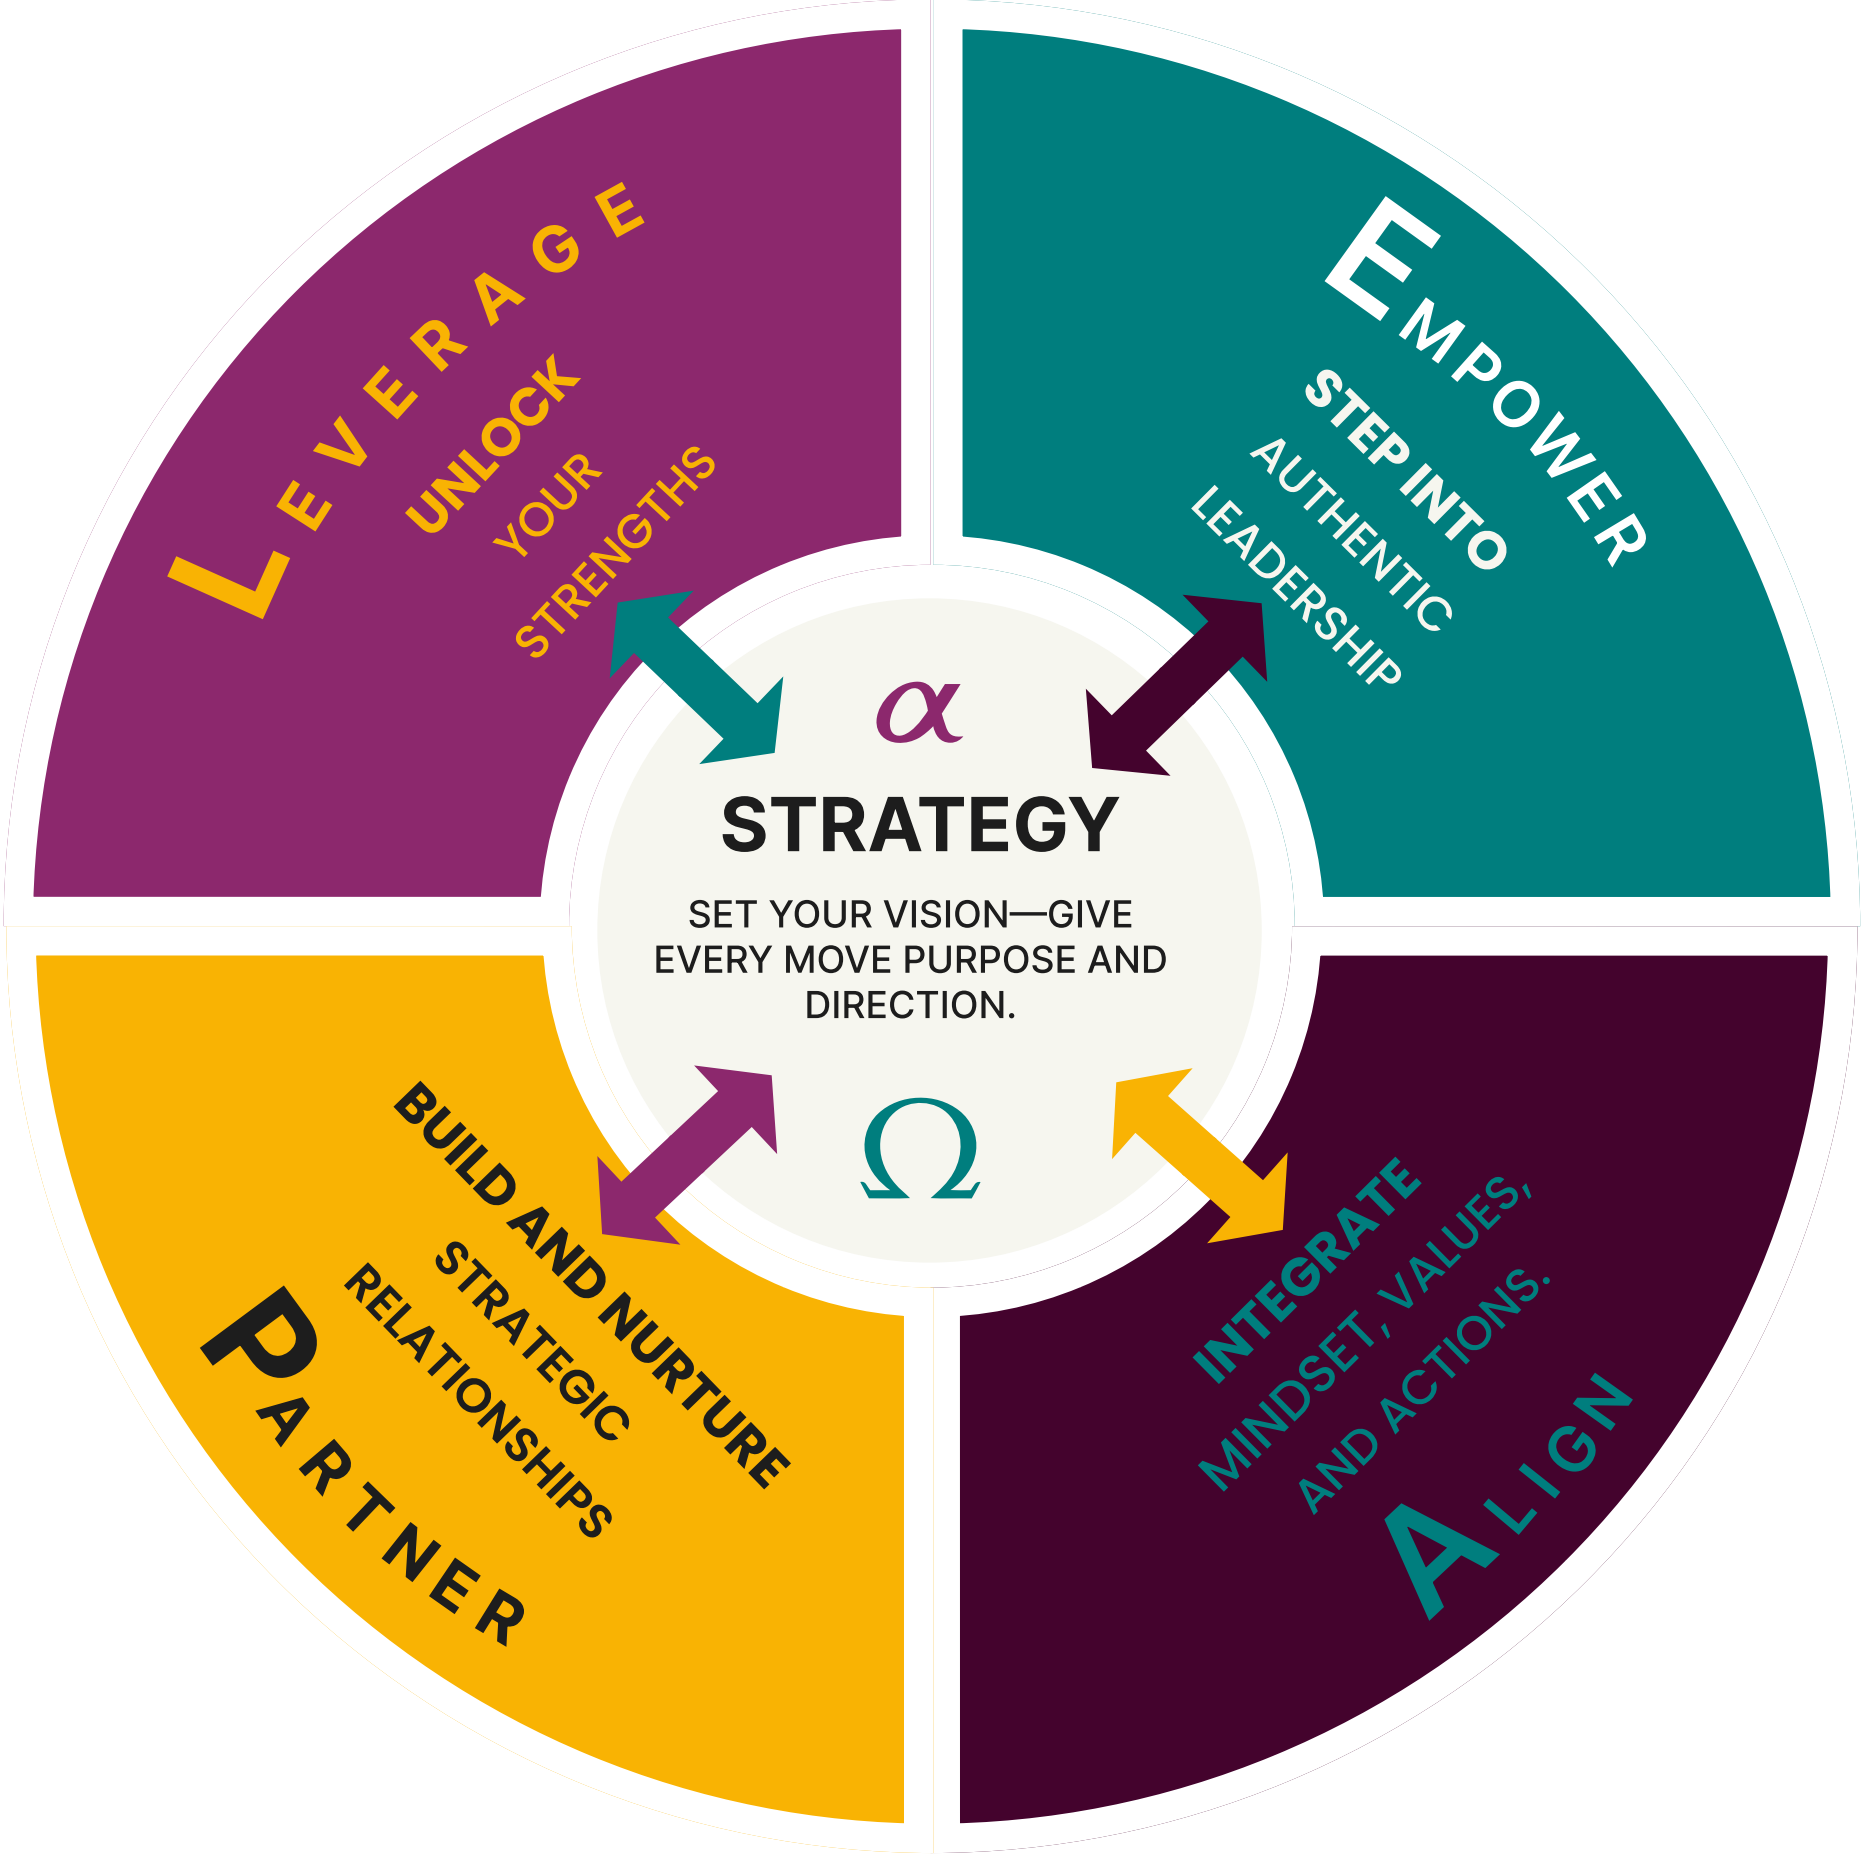 LEVERAGE
UNLOCK
YOUR
STRENGTHS
EMPOWER
STEP INTO
AUTHENTIC
LEADERSHIP
α
STRATEGY
SET YOUR VISION—GIVE
EVERY MOVE PURPOSE AND
DIRECTION.
Ω
BUILD AND NURTURE
STRATEGIC
RELATIONSHIPS
PARTNER
INTEGRATE
MINDSET, VALUES,
AND ACTIONS.
ALIGN